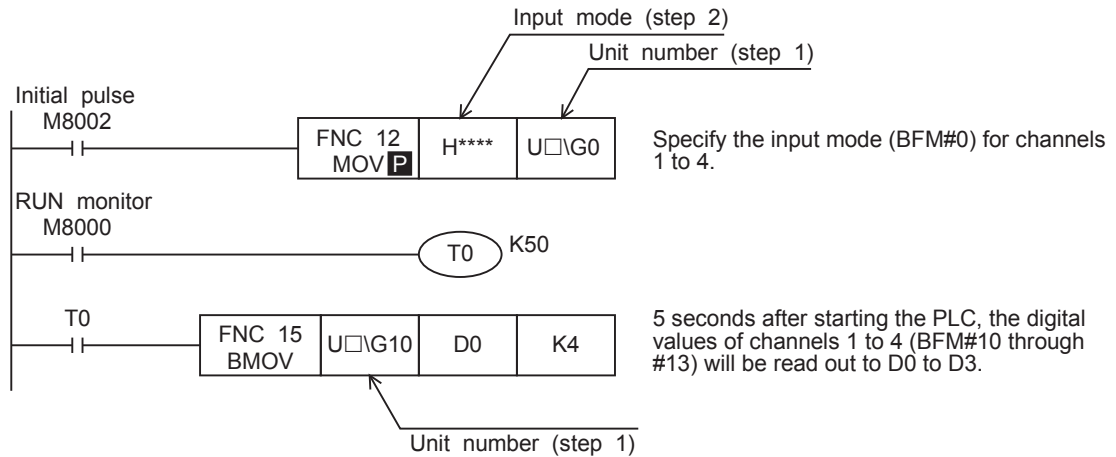 Input mode (step 2)
Unit number (step 1)
Initial pulse
M8002
FNC 12
MOV P
H****
U□\G0
Specify the input mode (BFM#0) for channels
1 to 4.
RUN monitor
M8000
T0
K50
T0
FNC 15
BMOV
U□\G10
D0
K4
5 seconds after starting the PLC, the digital
values of channels 1 to 4 (BFM#10 through
#13) will be read out to D0 to D3.
Unit number (step 1)